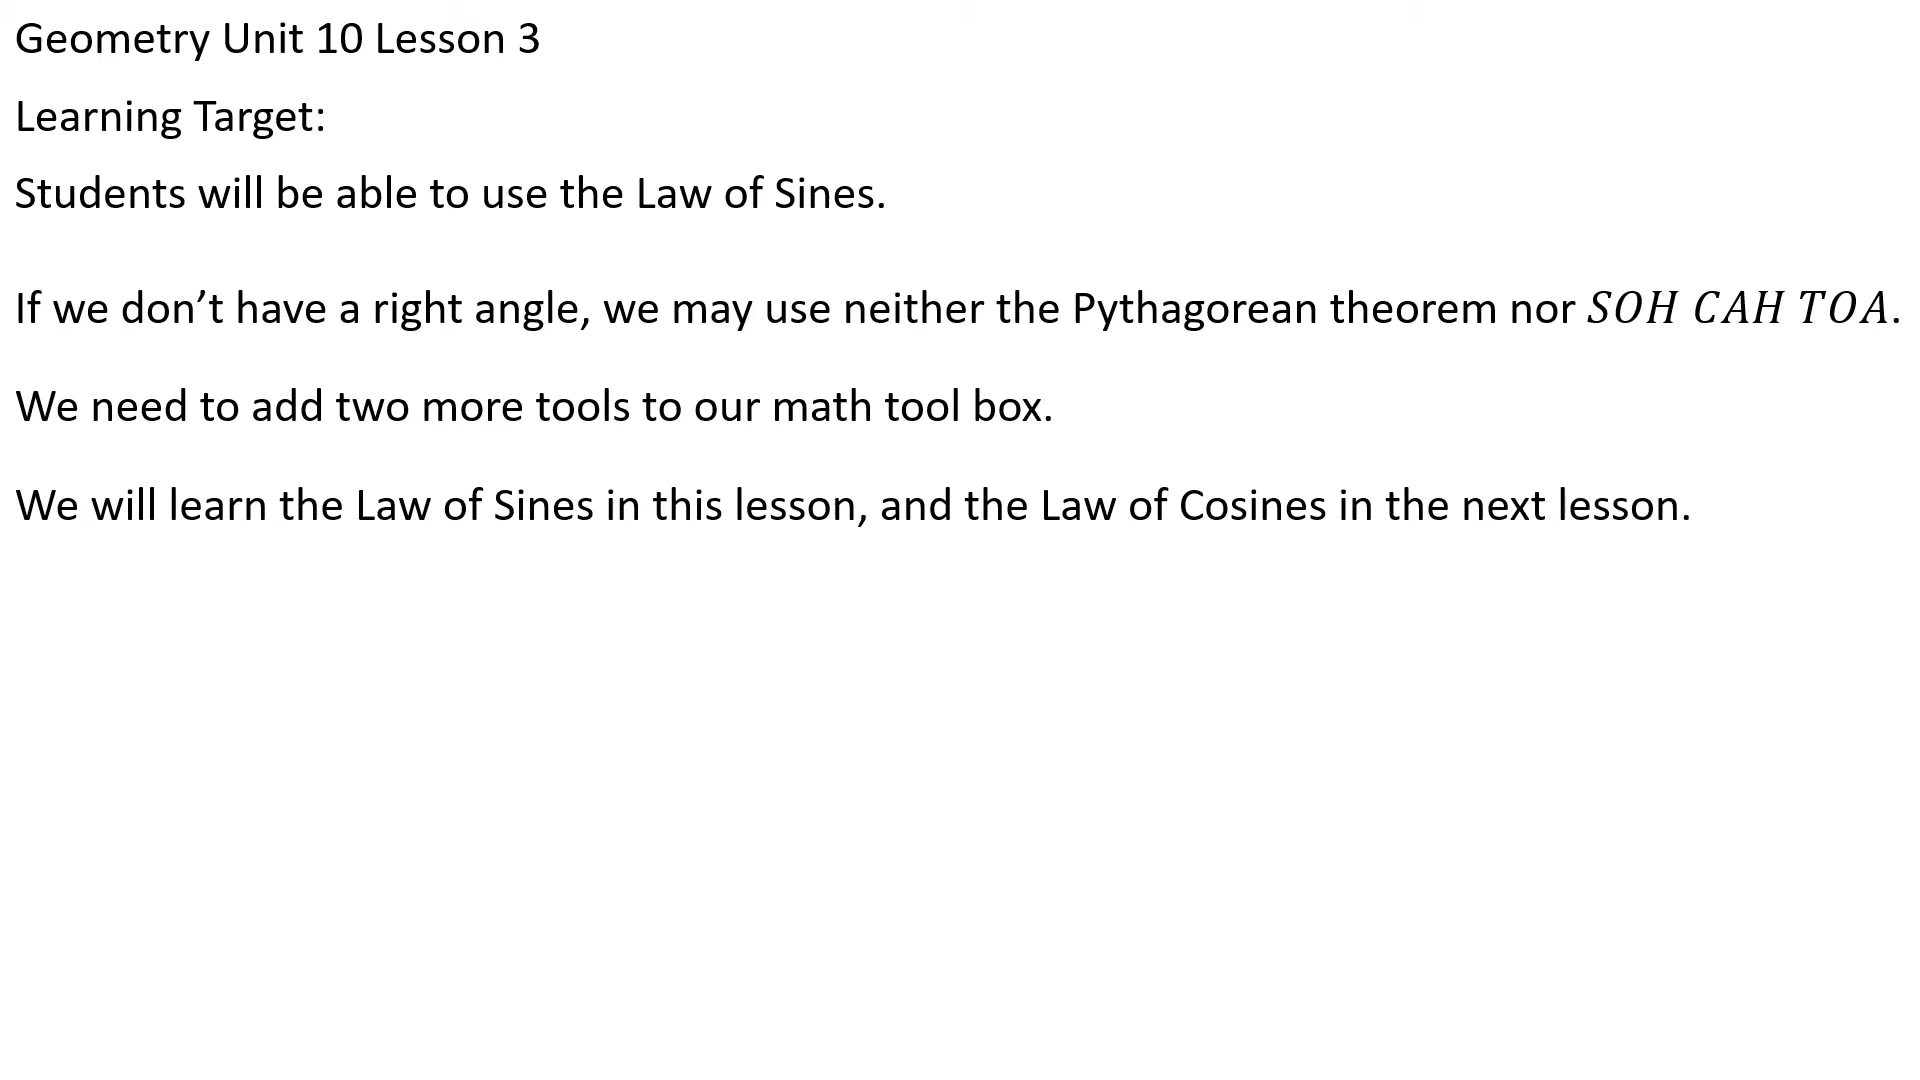 Geometry Unit 10 Lesson 3
Learning Target:
Students will be able to use the Law of Sines.
If we don’t have a right angle, we may use neither the Pythagorean theorem nor SOH CAH TOA.
We need to add two more tools to our math tool box.
We will learn the Law of Sines in this lesson, and the Law of Cosines in the next lesson.